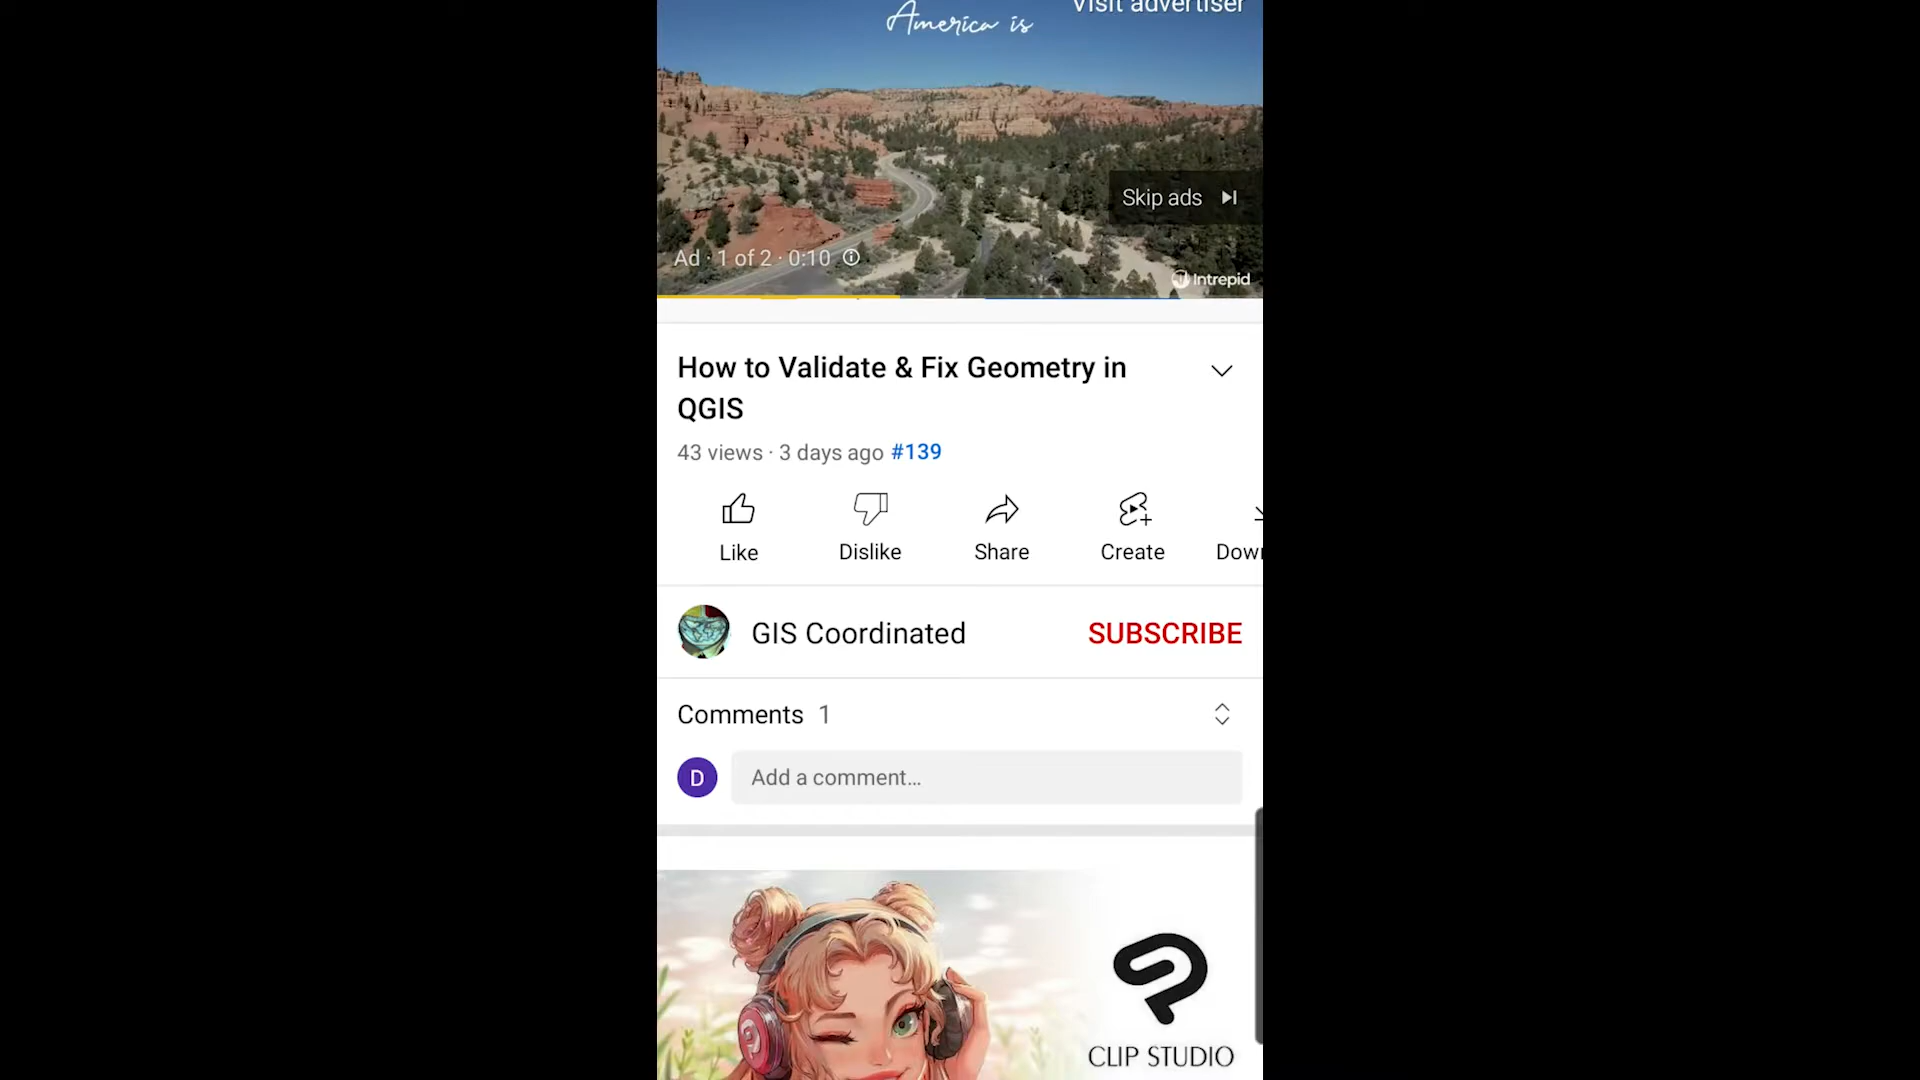 Visit advertiser
America is
Skip ads
Ad · 1 of 2 · 0:10
Intrepid
How to Validate & Fix Geometry in
QGIS
43 views · 3 days ago #139
Like
Dislike
Share
Create
Down
GIS Coordinated
SUBSCRIBE
Comments 1
D
Add a comment...
CLIP STUDIO